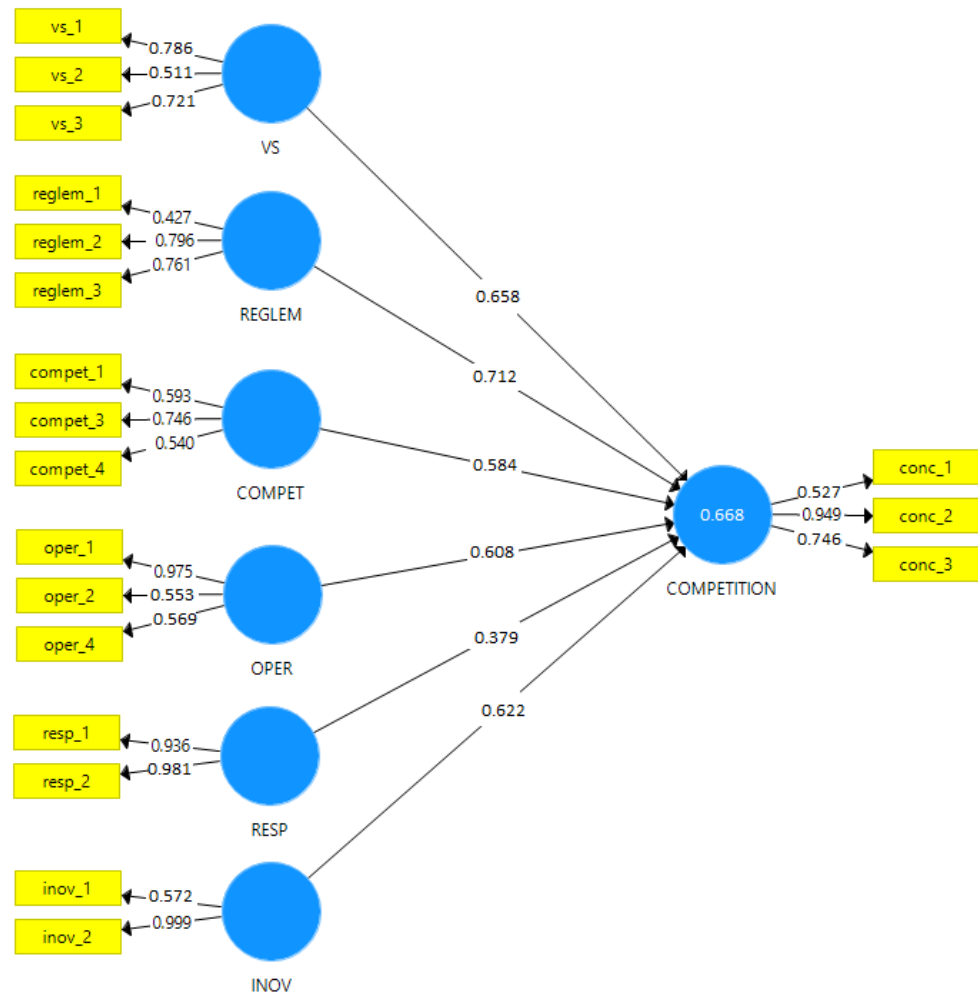 vs_1
0.786
vs_2
0.511
vs_3
0.721
VS
reglem_1
0.427
reglem_2
0.796
reglem_3
0.761
REGLEM
compet_1
0.593
compet_3
0.746
compet_4
0.540
COMPET
oper_1
0.975
oper_2
0.553
oper_4
0.569
OPER
resp_1
0.936
resp_2
0.981
RESP
inov_1
0.572
inov_2
0.999
INOV
0.658
0.712
0.584
0.608
0.379
0.622
0.668
COMPETITION
0.527
conc_1
0.949
conc_2
0.746
conc_3